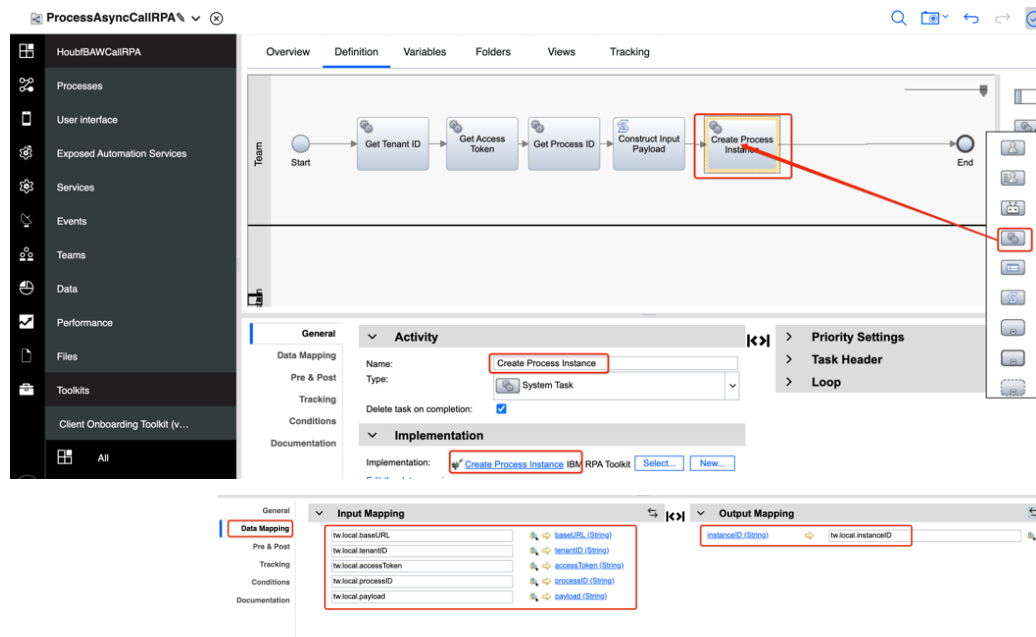 ProcessAsyncCallRPA
HoubfBAWCallRPA
Processes
User interface
Exposed Automation Services
Services
Events
Teams
Data
Performance
Files
Toolkits
Client Onboarding Toolkit (v...
All
Overview Definition Variables Folders Views Tracking
Team
Start
Get Tenant ID
Get Access
Token
Get Process ID
Construct Input
Payload
Create Process
Instance
End
General
Data Mapping
Pre & Post
Tracking
Conditions
Documentation
Activity
Name: Create Process Instance
Type: System Task
Delete task on completion:
Implementation
Implementation: Create Process Instance IBM RPA Toolkit Select... New...
Priority Settings
Task Header
Loop
General
Data Mapping
Pre & Post
Tracking
Conditions
Documentation
Input Mapping
tw.local.baseURL baseURL (String)
tw.local.tenantID tenantID (String)
tw.local.accessToken accessToken (String)
tw.local.processID processID (String)
tw.local.payload payload (String)
Output Mapping
instanceID (String) tw.local.instanceID